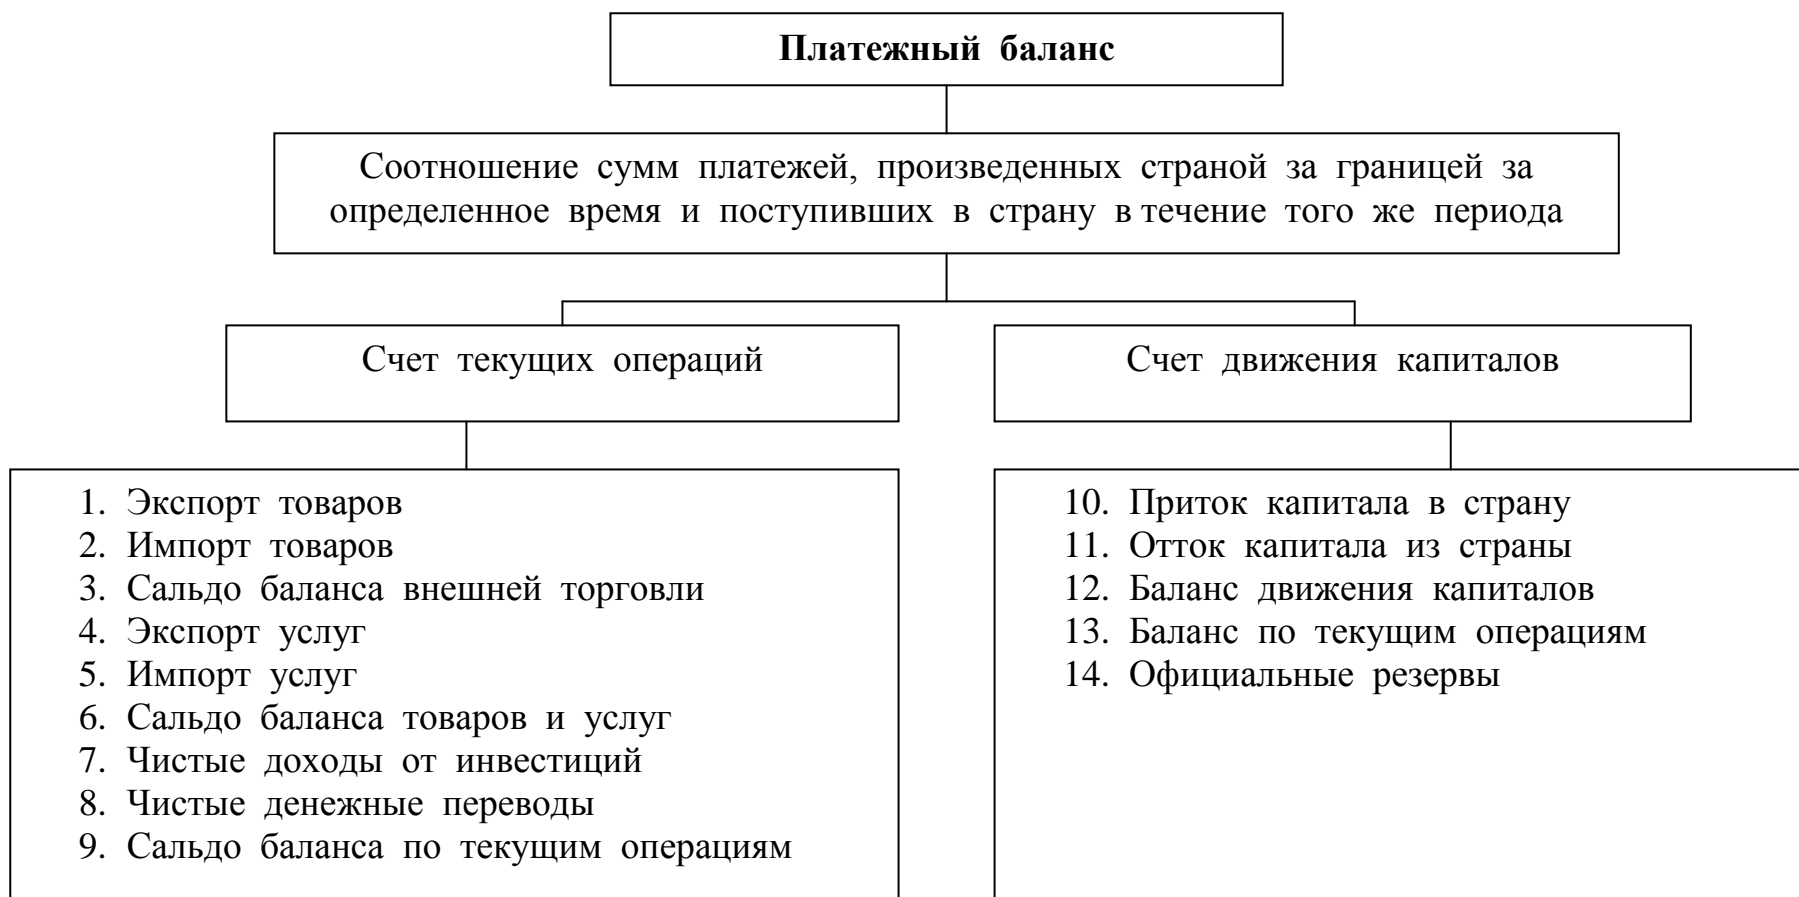 Платежный баланс
Соотношение сумм платежей, произведенных страной за границей за
определенное время и поступивших в страну в течение того же периода
Счет текущих операций
Счет движения капиталов
1. Экспорт товаров
2. Импорт товаров
3. Сальдо баланса внешней торговли
4. Экспорт услуг
5. Импорт услуг
6. Сальдо баланса товаров и услуг
7. Чистые доходы от инвестиций
8. Чистые денежные переводы
9. Сальдо баланса по текущим операциям
10. Приток капитала в страну
11. Отток капитала из страны
12. Баланс движения капиталов
13. Баланс по текущим операциям
14. Официальные резервы